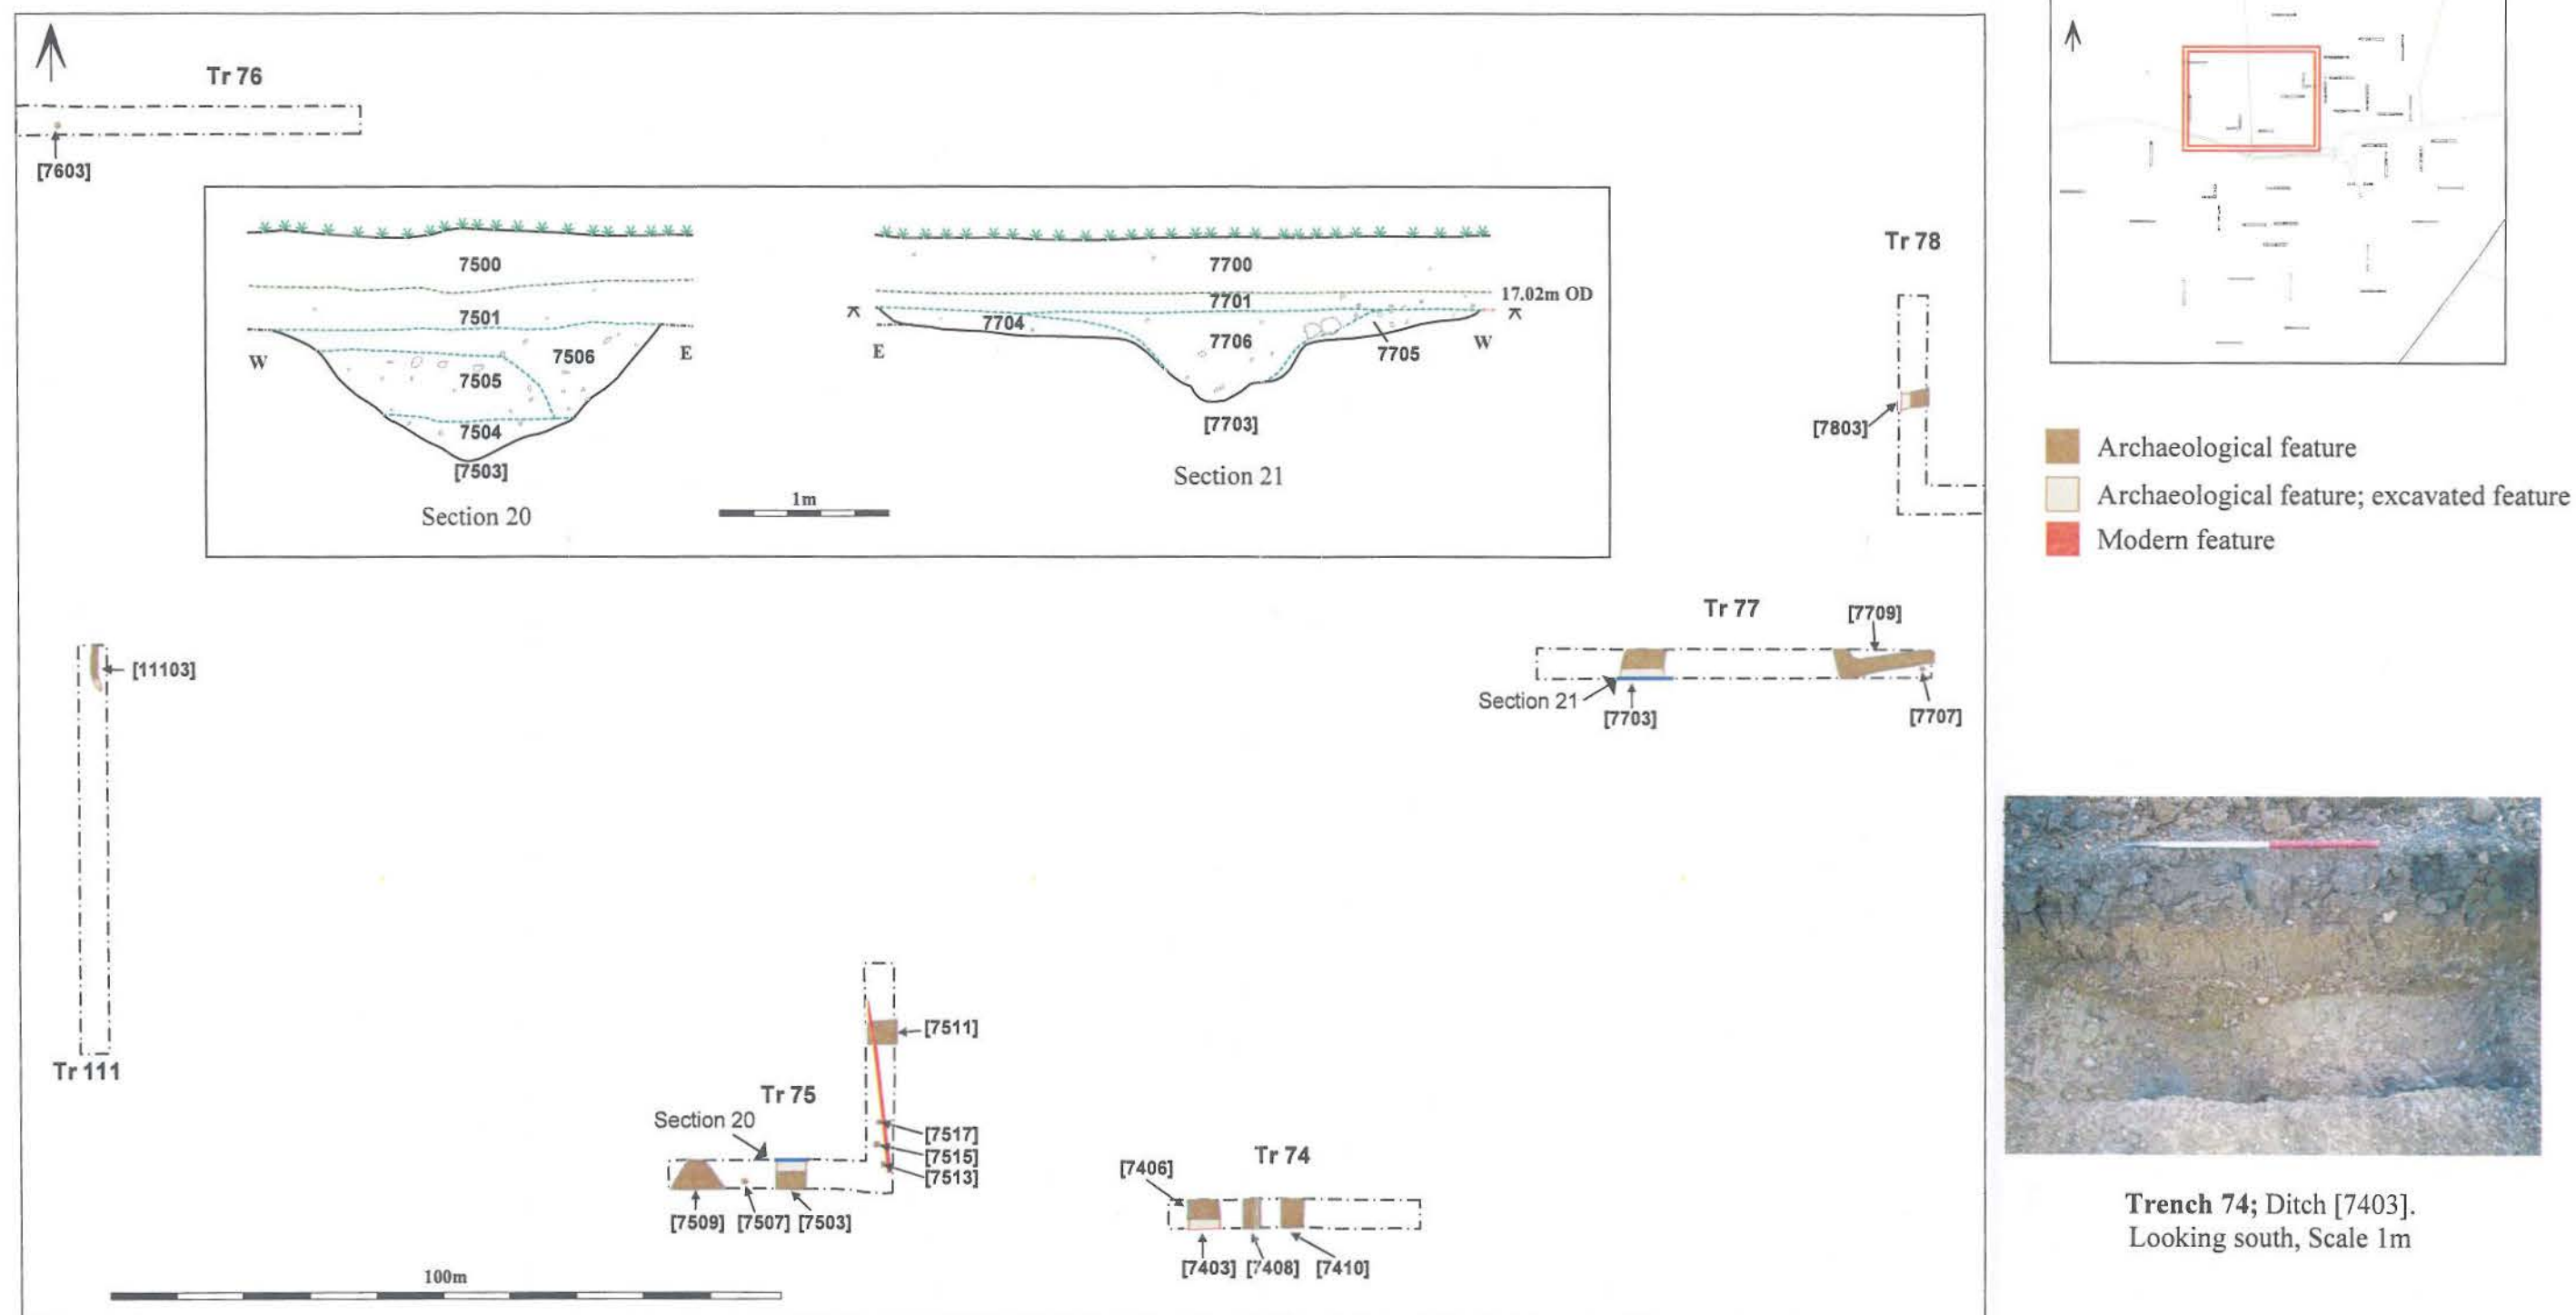 Tr 76
[7603]
7500
7501
W
7506
E
7505
7504
[7503]
Section 20
1m
7700
7701
17.02m OD
7704
7706
7705
E
W
[7703]
Section 21
Tr 78
[7803]
Archaeological feature
Archaeological feature; excavated feature
Modern feature
Tr 77
[7709]
Section 21
[7703]
[7707]
[11103]
Tr 111
Tr 75
Section 20
[7511]
[7517]
[7515]
[7513]
[7509] [7507] [7503]
Tr 74
[7406]
[7403] [7408] [7410]
100m
Trench 74; Ditch [7403].
Looking south, Scale 1m